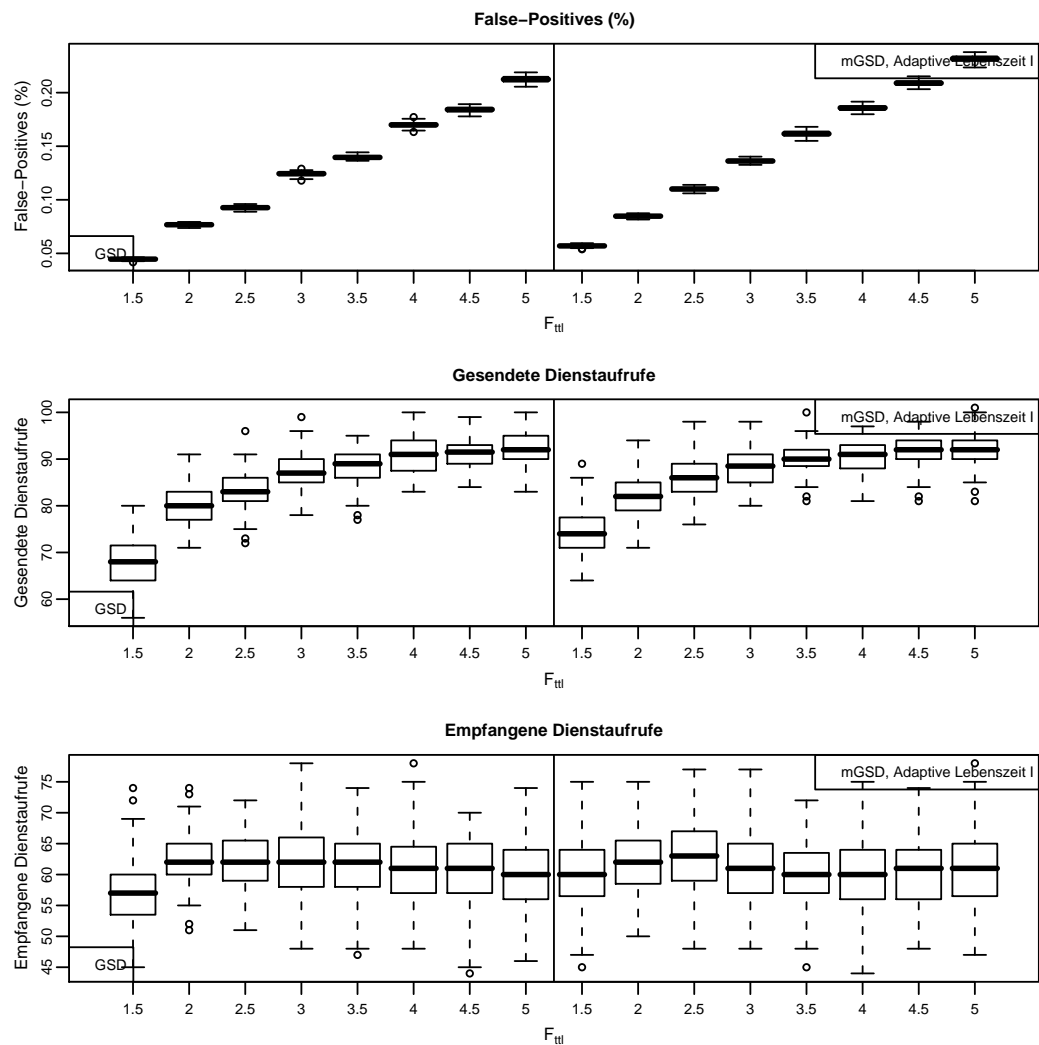 False−Positives (%)
False−Positives (%)
0.05
0.10
0.15
0.20
GSD
mGSD, Adaptive Lebenszeit I
1.5 2 2.5 3 3.5 4 4.5 5 1.5 2 2.5 3 3.5 4 4.5 5
Fttl
Gesendete Dienstaufrufe
Gesendete Dienstaufrufe
60
70
80
90
100
GSD
mGSD, Adaptive Lebenszeit I
1.5 2 2.5 3 3.5 4 4.5 5 1.5 2 2.5 3 3.5 4 4.5 5
Fttl
Empfangene Dienstaufrufe
Empfangene Dienstaufrufe
45
50
55
60
65
70
75
GSD
mGSD, Adaptive Lebenszeit I
1.5 2 2.5 3 3.5 4 4.5 5 1.5 2 2.5 3 3.5 4 4.5 5
Fttl